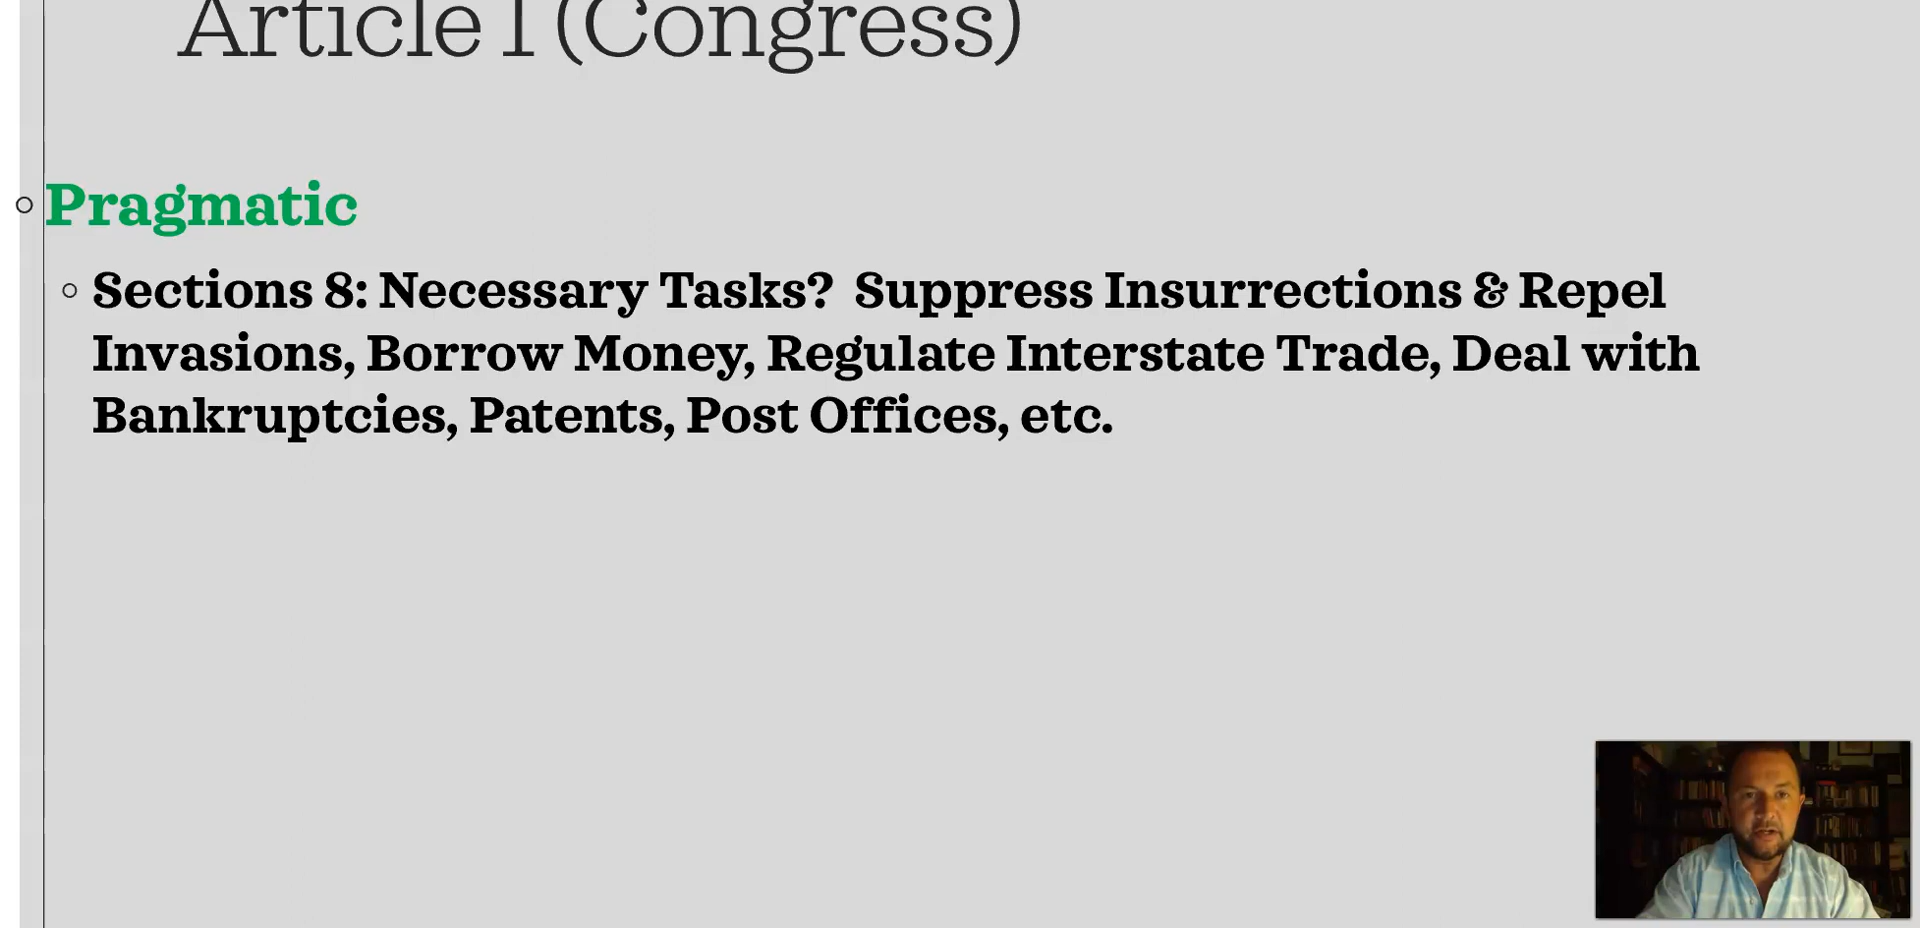 Article I (Congress)
Pragmatic
Sections 8: Necessary Tasks?  Suppress Insurrections & Repel
Invasions, Borrow Money, Regulate Interstate Trade, Deal with
Bankruptcies, Patents, Post Offices, etc.